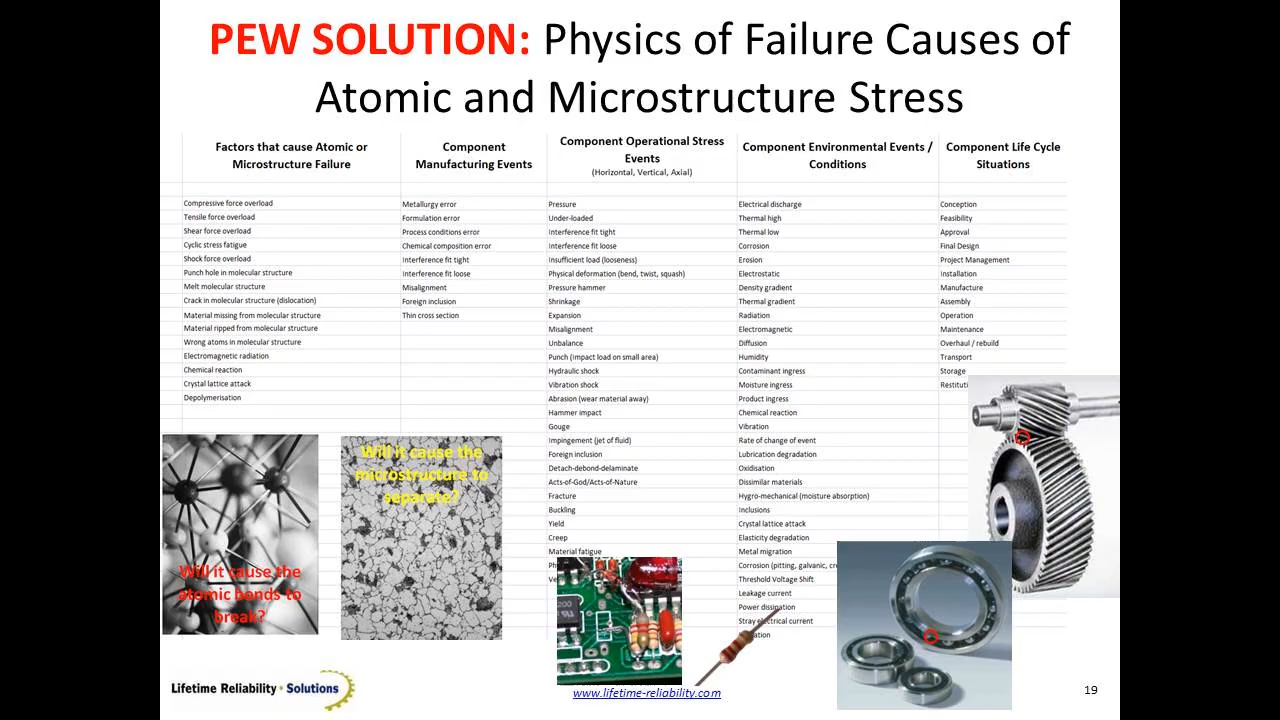 PEW SOLUTION: Physics of Failure Causes of
Atomic and Microstructure Stress
Factors that cause Atomic or
Microstructure Failure
Compressive force overload
Tensile force overload
Shear force overload
Cyclic stress fatigue
Shock force overload
Punch hole in molecular structure
Melt molecular structure
Crack in molecular structure (dislocation)
Material missing from molecular structure
Material ripped from molecular structure
Wrong atoms in molecular structure
Electromagnetic radiation
Chemical reaction
Crystal lattice attack
Depolymerisation
Component
Manufacturing Events
Metallurgy error
Formulation error
Process conditions error
Chemical composition error
Interference fit tight
Interference fit loose
Misalignment
Foreign inclusion
Thin cross section
Component Operational Stress
Events
(Horizontal, Vertical, Axial)
Pressure
Under-loaded
Interference fit tight
Interference fit loose
Insufficient load (looseness)
Physical deformation (bend, twist, squash)
Pressure hammer
Shrinkage
Expansion
Misalignment
Unbalance
Punch (impact load on small area)
Hydraulic shock
Vibration shock
Abrasion (wear material away)
Hammer impact
Gouge
Impingement (jet of fluid)
Foreign inclusion
Detach-debond-delaminate
Acts-of-God/Acts-of-Nature
Fracture
Buckling
Yield
Creep
Material fatigue
Component Environmental Events /
Conditions
Electrical discharge
Thermal high
Thermal low
Corrosion
Erosion
Electrostatic
Density gradient
Thermal gradient
Radiation
Electromagnetic
Diffusion
Humidity
Contaminant ingress
Moisture ingress
Product ingress
Chemical reaction
Vibration
Rate of change of event
Lubrication degradation
Oxidisation
Dissimilar materials
Hygro-mechanical (moisture absorption)
Inclusions
Crystal lattice attack
Elasticity degradation
Metal migration
Corrosion (pitting, galvanic,
Threshold Voltage Shift
Leakage current
Power dissipation
Stray electrical current
Component Life Cycle
Situations
Conception
Feasibility
Approval
Final Design
Project Management
Installation
Manufacture
Assembly
Operation
Maintenance
Overhaul / rebuild
Transport
Storage
Will it cause the
atomic bonds to
break?
Will it cause the
microstructure to
separate?
Lifetime Reliability Solutions
www.lifetime-reliability.com
19